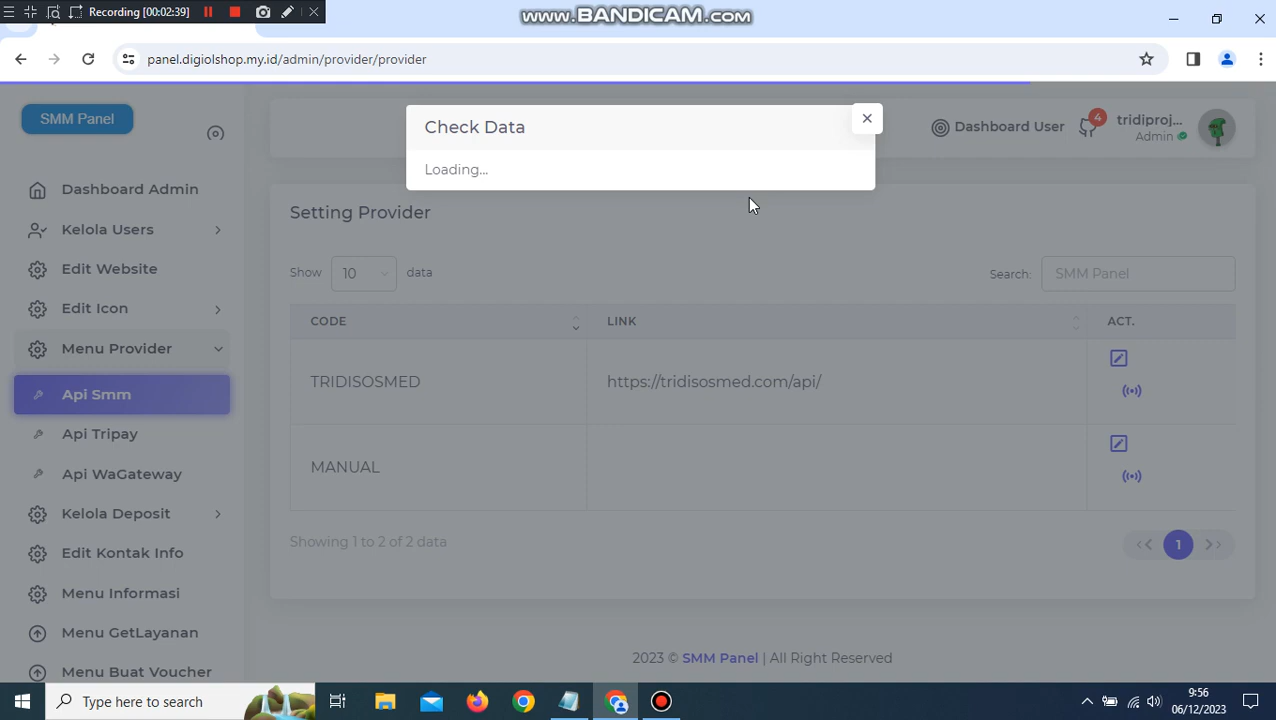 Recording [00:02:39]
www.BANDICAM.com
panel.digiolshop.my.id/admin/provider/provider
SMM Panel
Check Data
Loading...
Dashboard User
4
tridiproj...
Admin
Dashboard Admin
Kelola Users
Edit Website
Edit Icon
Menu Provider
Api Smm
Api Tripay
Api WaGateway
Kelola Deposit
Edit Kontak Info
Menu Informasi
Menu GetLayanan
Menu Buat Voucher
Setting Provider
Show 10 data
Search: SMM Panel
CODE LINK ACT.
TRIDISOSMED https://tridisosmed.com/api/
MANUAL
Showing 1 to 2 of 2 data
1
2023 © SMM Panel | All Right Reserved
Type here to search
9:56
06/12/2023